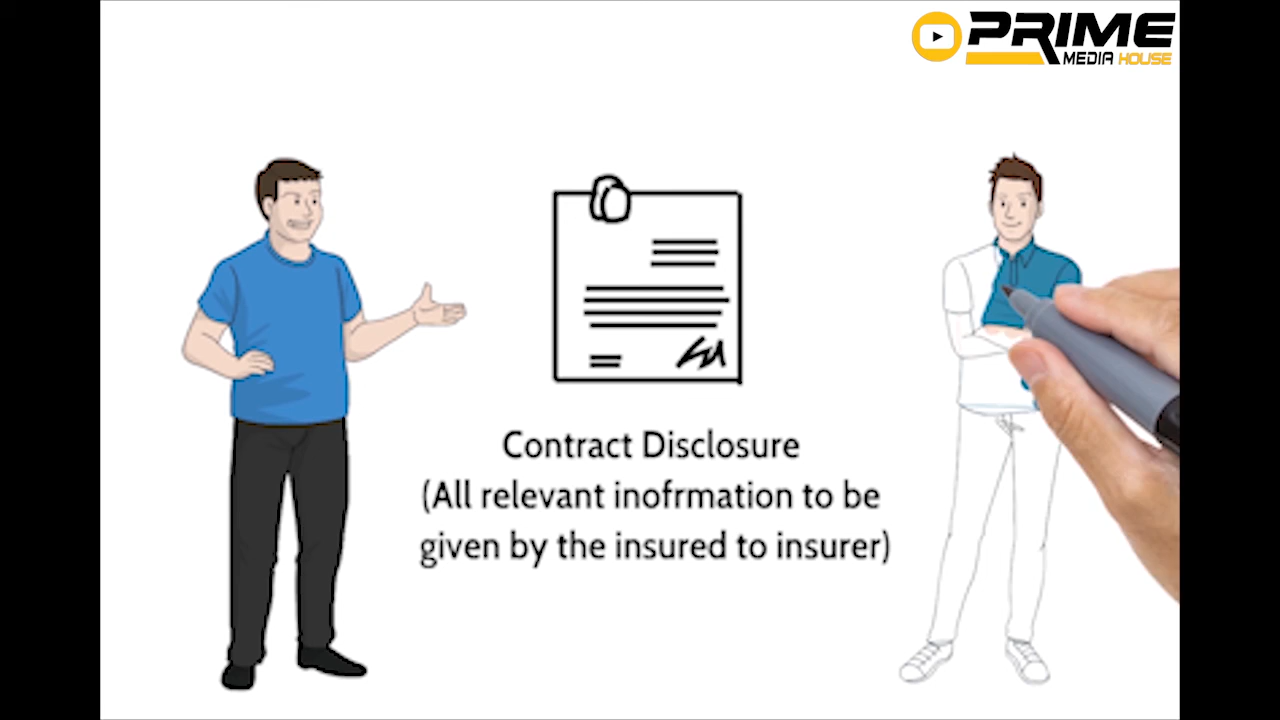 PRIME
MEDIA HOUSE
Contract Disclosure
(All relevant inofrmation to be
given by the insured to insurer)